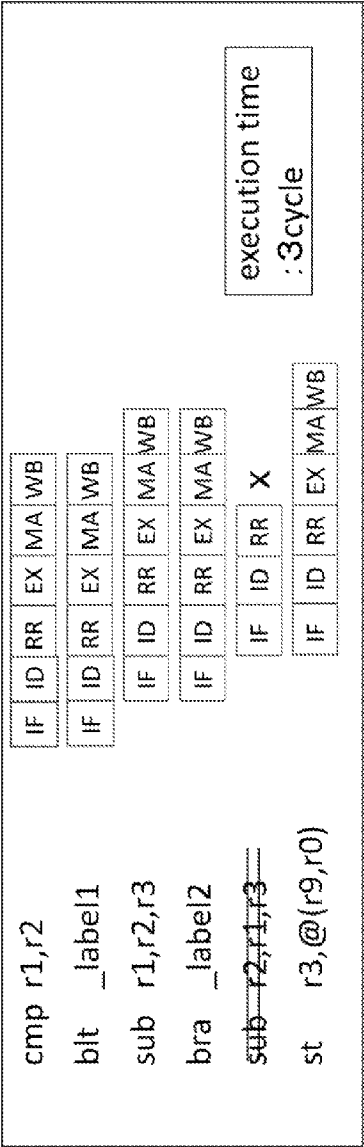 cmp r1,r2 IF ID RR EX MA WB
blt _label1 IF ID RR EX MA WB
sub r1,r2,r3 IF ID RR EX MA WB
bra _label2 IF ID RR EX MA WB
sub r2,r1,r3 IF ID RR X
st r3,@(r9,r0) IF ID RR EX MA WB
execution time
:3cycle